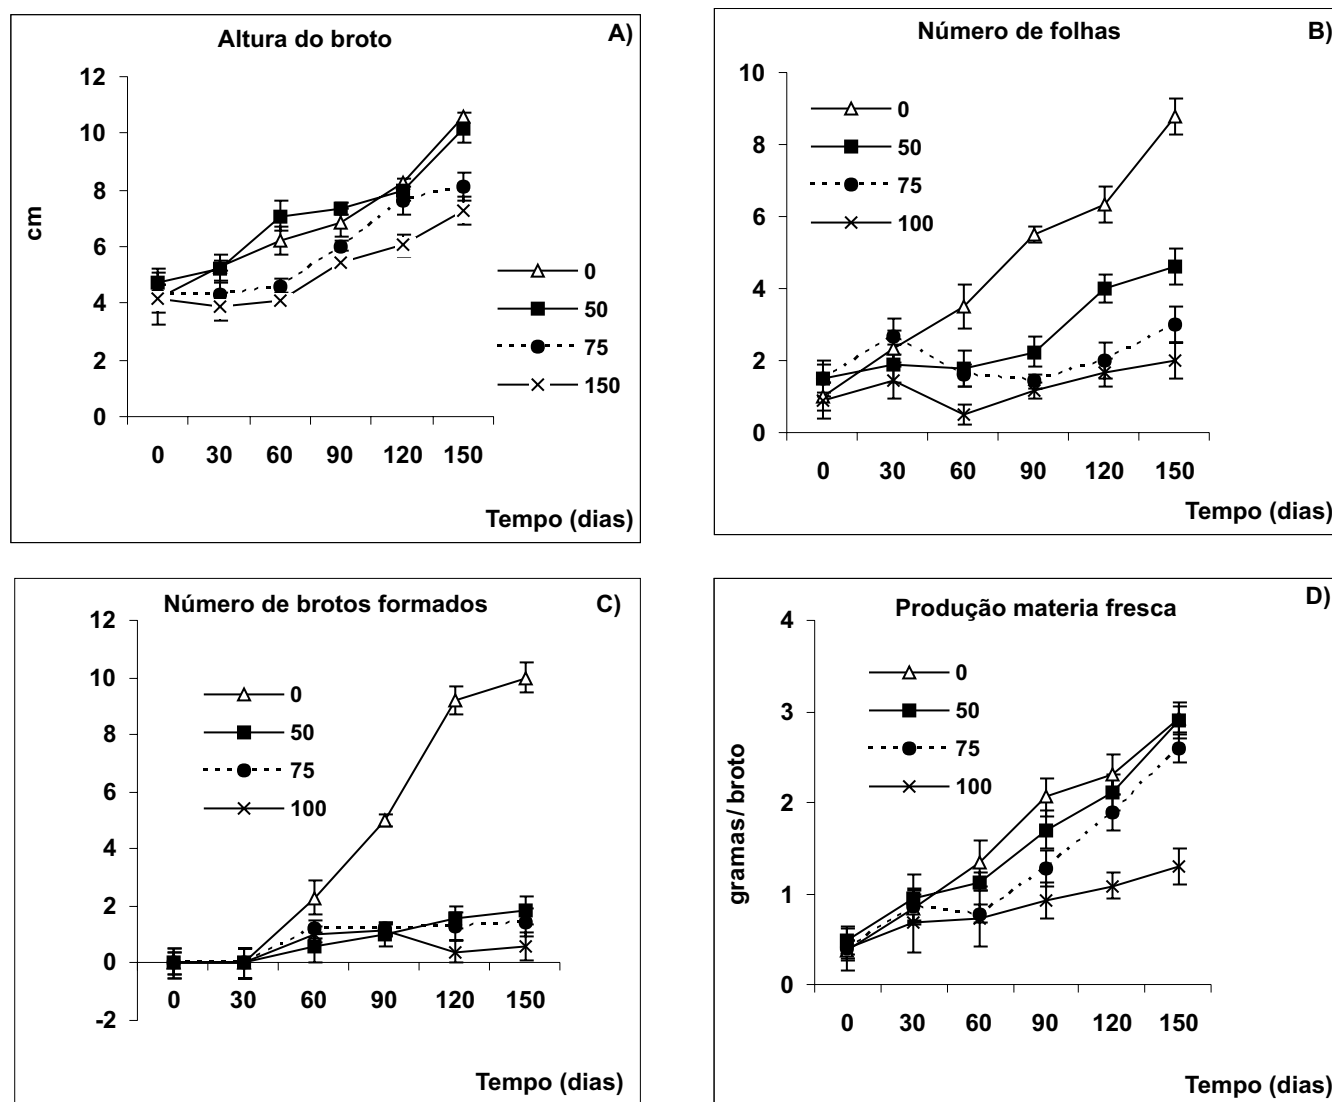 Altura do broto
A)
12
10
8
6
4
2
0
cm
0
50
75
150
0 30 60 90 120 150
Tempo (dias)
Número de folhas
B)
10
8
6
4
2
0
0
50
75
100
0 30 60 90 120 150
Tempo (dias)
Número de brotos formados
C)
12
10
8
6
4
2
0
-2
0
50
75
100
0 30 60 90 120 150
Tempo (dias)
Produção materia fresca
D)
4
3
2
1
0
gramas/ broto
0
50
75
100
0 30 60 90 120 150
Tempo (dias)